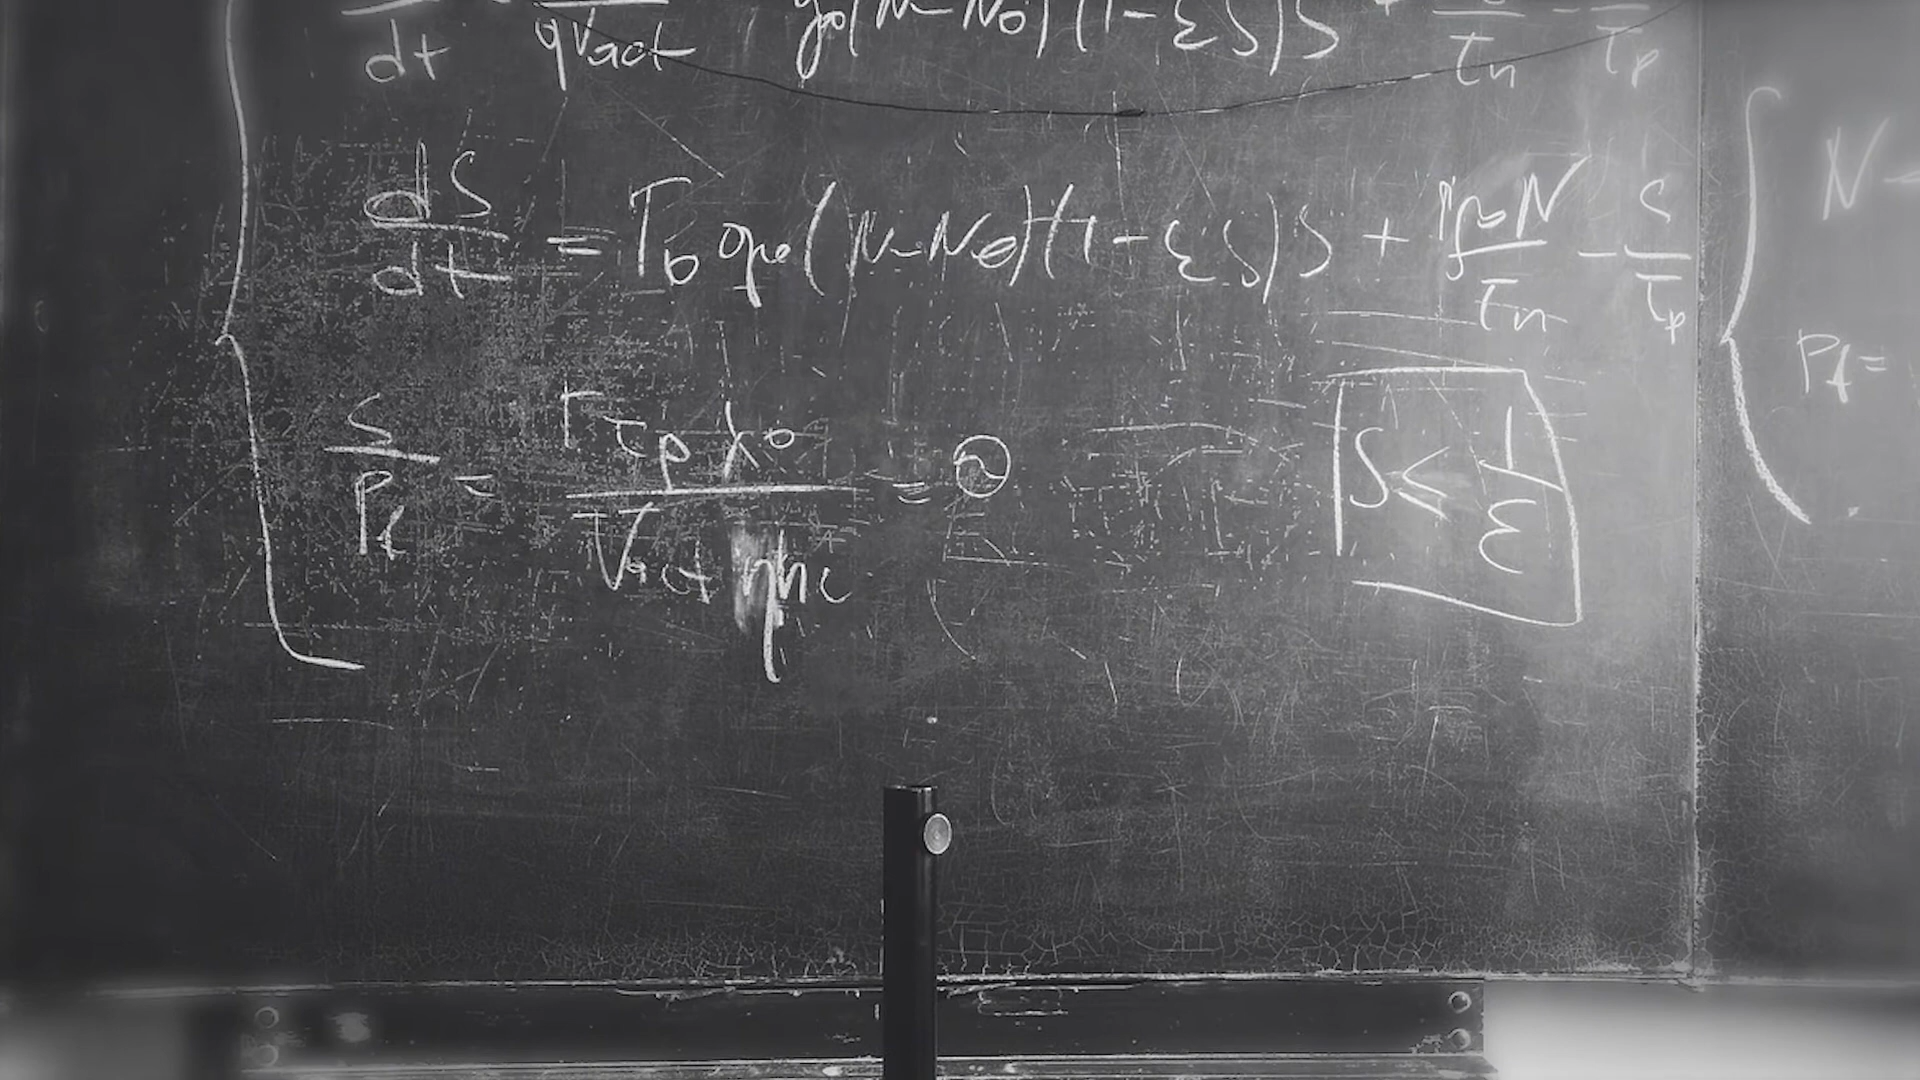 dt qVact g₀(N-N₀)(1-εS)S + τn - τp
dS/dt = Γ₀ g₀(N-N₀)(1-εS)S + N/τn - S/τp
S/Pf = Γτpλ₀/(Vact ηhc) = ②
S ≤ 1/ε
N -
Pf =